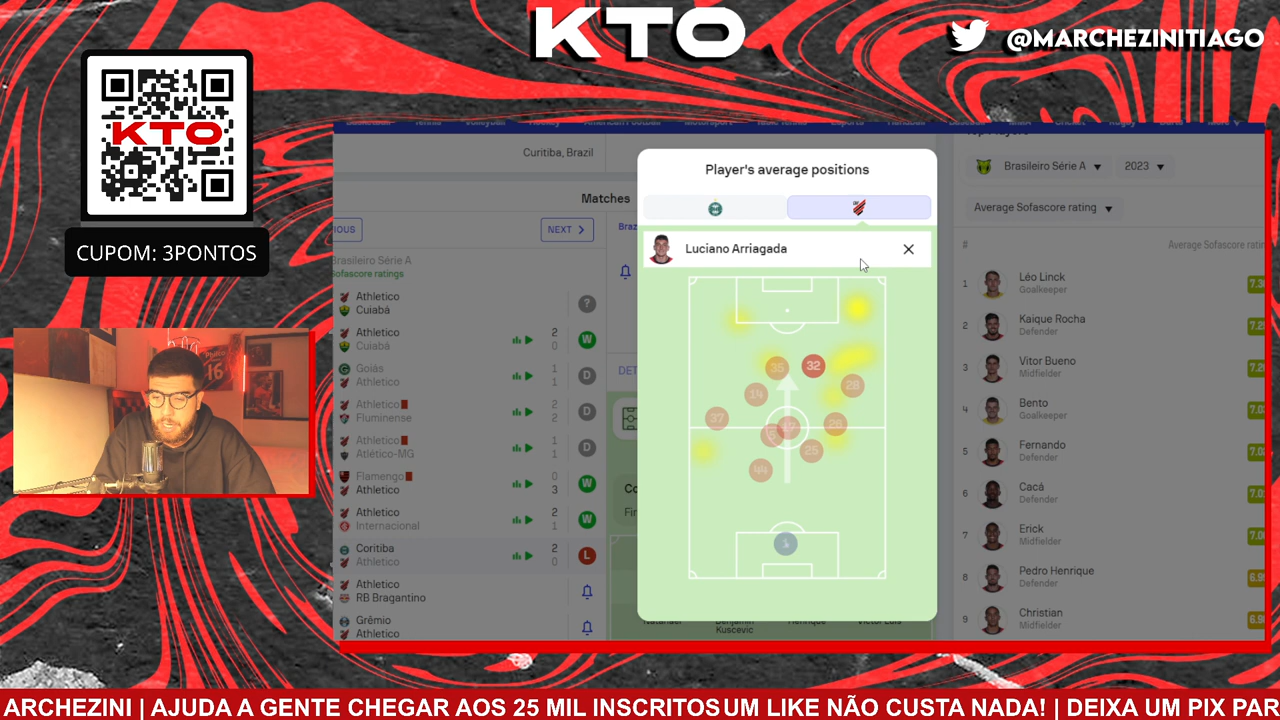 KTO
@MARCHEZINITIAGO
KTO
CUPOM: 3PONTOS
Curitiba, Brazil
Matches
NEXT
Brasileiro Série A
Sofascore ratings
Athletico
Cuiabá
?
Athletico 2
Cuiabá 0
W
Goiás 1
Athletico 1
D
Athletico 2
Fluminense 2
D
Athletico 1
Atlético-MG 1
D
Flamengo 0
Athletico 3
W
Athletico 2
Internacional 1
W
Coritiba 2
Athletico 0
L
Athletico
RB Bragantino
Grêmio
Athletico
Player's average positions
Luciano Arriagada
35
32
28
14
37
26
25
44
Kuscevic
Brasileiro Série A
2023
Average Sofascore rating
#
1 Léo Linck
Goalkeeper
2 Kaique Rocha
Defender
3 Vitor Bueno
Midfielder
4 Bento
Goalkeeper
5 Fernando
Defender
6 Cacá
Defender
7 Erick
Midfielder
8 Pedro Henrique
Defender
9 Christian
Midfielder
ARCHEZINI | AJUDA A GENTE CHEGAR AOS 25 MIL INSCRITOS UM LIKE NÃO CUSTA NADA! | DEIXA UM PIX PAR